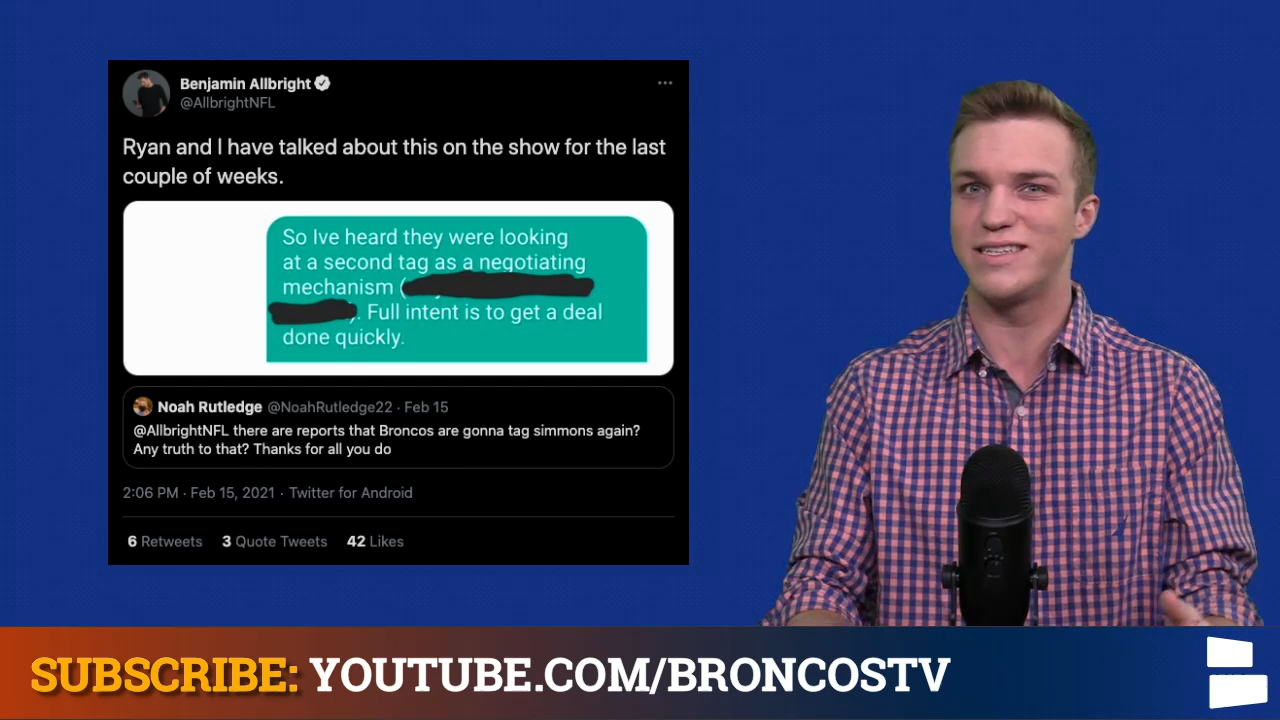 Benjamin Allbright
@AllbrightNFL
Ryan and I have talked about this on the show for the last
couple of weeks.
So Ive heard they were looking
at a second tag as a negotiating
mechanism (
). Full intent is to get a deal
done quickly.
Noah Rutledge @NoahRutledge22 · Feb 15
@AllbrightNFL there are reports that Broncos are gonna tag simmons again?
Any truth to that? Thanks for all you do
2:06 PM · Feb 15, 2021 · Twitter for Android
6 Retweets 3 Quote Tweets 42 Likes
SUBSCRIBE: YOUTUBE.COM/BRONCOSTV